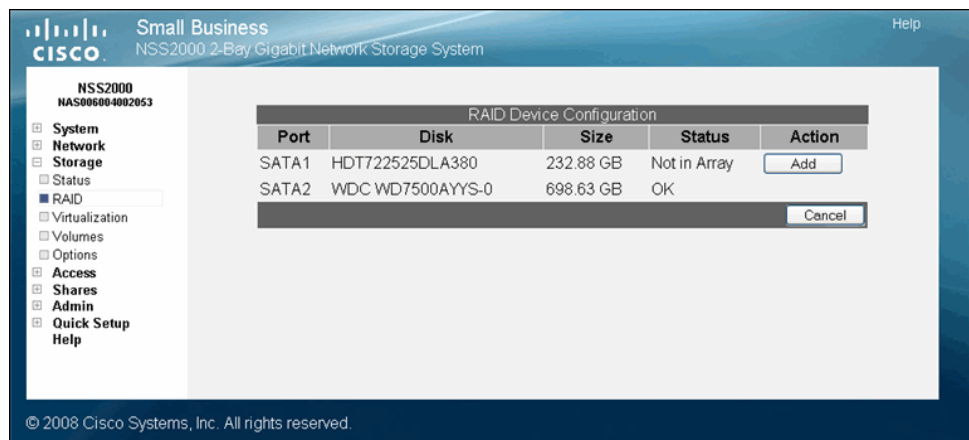 CISCO
Small Business
NSS2000 2-Bay Gigabit Network Storage System
Help
NSS2000
NAS006004002053
System
Network
Storage
Status
RAID
Virtualization
Volumes
Options
Access
Shares
Admin
Quick Setup
Help
RAID Device Configuration
Port Disk Size Status Action
SATA1 HDT722525DLA380 232.88 GB Not in Array Add
SATA2 WDC WD7500AYYS-0 698.63 GB OK
Cancel
© 2008 Cisco Systems, Inc. All rights reserved.